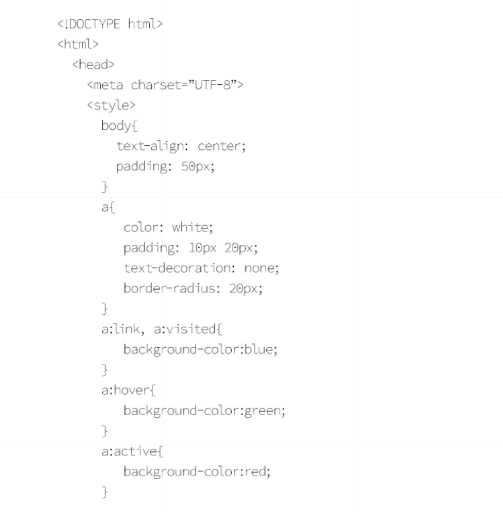 <!DOCTYPE html>
<html>
<head>
<meta charset="UTF-8">
<style>
body{
text-align: center;
padding: 50px;
}
a{
color: white;
padding: 10px 20px;
text-decoration: none;
border-radius: 20px;
}
a:link, a:visited{
background-color:blue;
}
a:hover{
background-color:green;
}
a:active{
background-color:red;
}